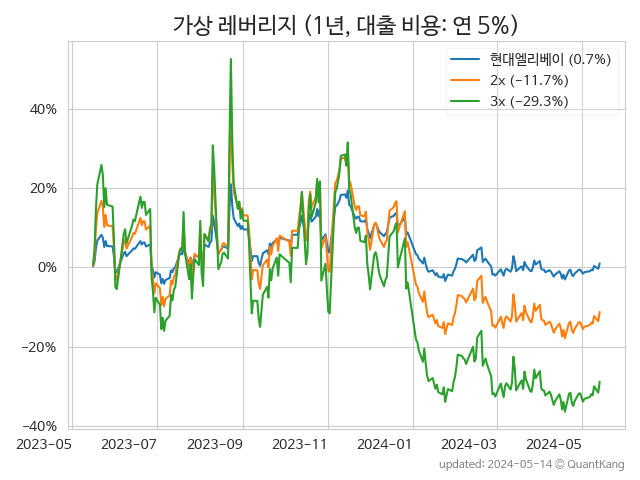 가상 레버리지 (1년, 대출 비용: 연 5%)
현대엘리베이 (0.7%)
2x (−11.7%)
3x (−29.3%)
40%
20%
0%
−20%
−40%
2023−05 2023−07 2023−09 2023−11 2024−01 2024−03 2024−05
updated: 2024−05−14 © QuantKang